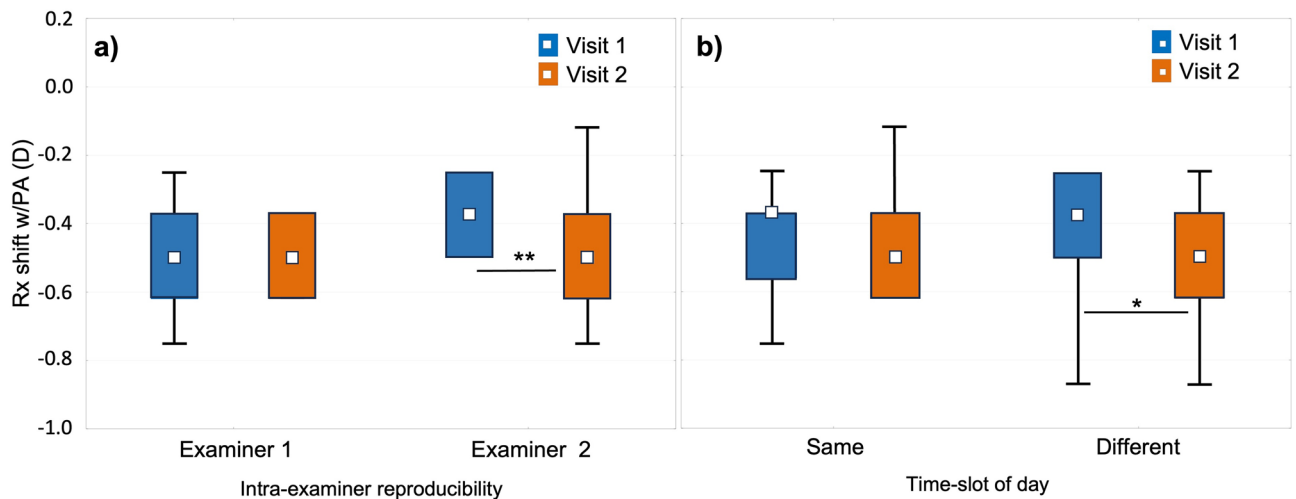 a)
Visit 1
Visit 2
b)
Visit 1
Visit 2
Rx shift w/PA (D)
0.2
0.0
-0.2
-0.4
-0.6
-0.8
-1.0
**
*
Examiner 1
Examiner 2
Same
Different
Intra-examiner reproducibility
Time-slot of day